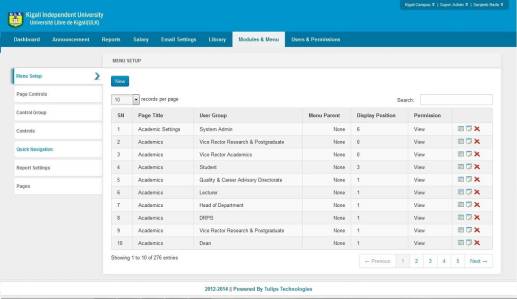 Kigali Campus | Super Admin | Sanjeeb Bada
Kigali Independent University
Université Libre de Kigali(ULK)
Dashboard Announcement Reports Salary Email Settings Library Modules & Menu Users & Permissions
MENU SETUP
Menu Setup
Page Controls
Control Group
Controls
Quick Navigation
Report Settings
Pages
New
10 records per page
Search:
SN Page Title User Group Menu Parent Display Position Permission
1 Academic Settings System Admin None 6 View
2 Academics Vice Rector Research & Postgraduate None 0 View
3 Academics Vice Rector Academics None 0 View
4 Academics Student None 3 View
5 Academics Quality & Career Advisory Directorate None 1 View
6 Academics Lecturer None 1 View
7 Academics Head of Department None 1 View
8 Academics DRPG None 1 View
9 Academics Vice Rector Research & Postgraduate None 1 View
10 Academics Dean None 1 View
Showing 1 to 10 of 276 entries
← Previous 1 2 3 4 5 Next →
2012-2014 || Powered By Tulips Technologies